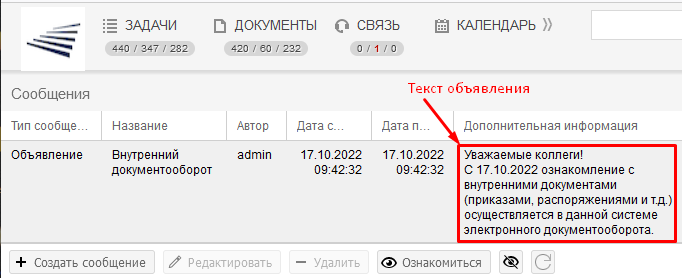 ЗАДАЧИ ДОКУМЕНТЫ СВЯЗЬ КАЛЕНДАРЬ
440 / 347 / 282 420 / 60 / 232 0 / 1 / 0
Сообщения
Текст объявления
Тип сообще... Название Автор Дата с... Дата п... Дополнительная информация
Объявление Внутренний admin 17.10.2022 17.10.2022 Уважаемые коллеги!
документооборот 09:42:32 09:42:32 С 17.10.2022 ознакомление с
внутренними документами
(приказами, распоряжениями и т.д.)
осуществляется в данной системе
электронного документооборота.
Создать сообщение Редактировать Удалить Ознакомиться